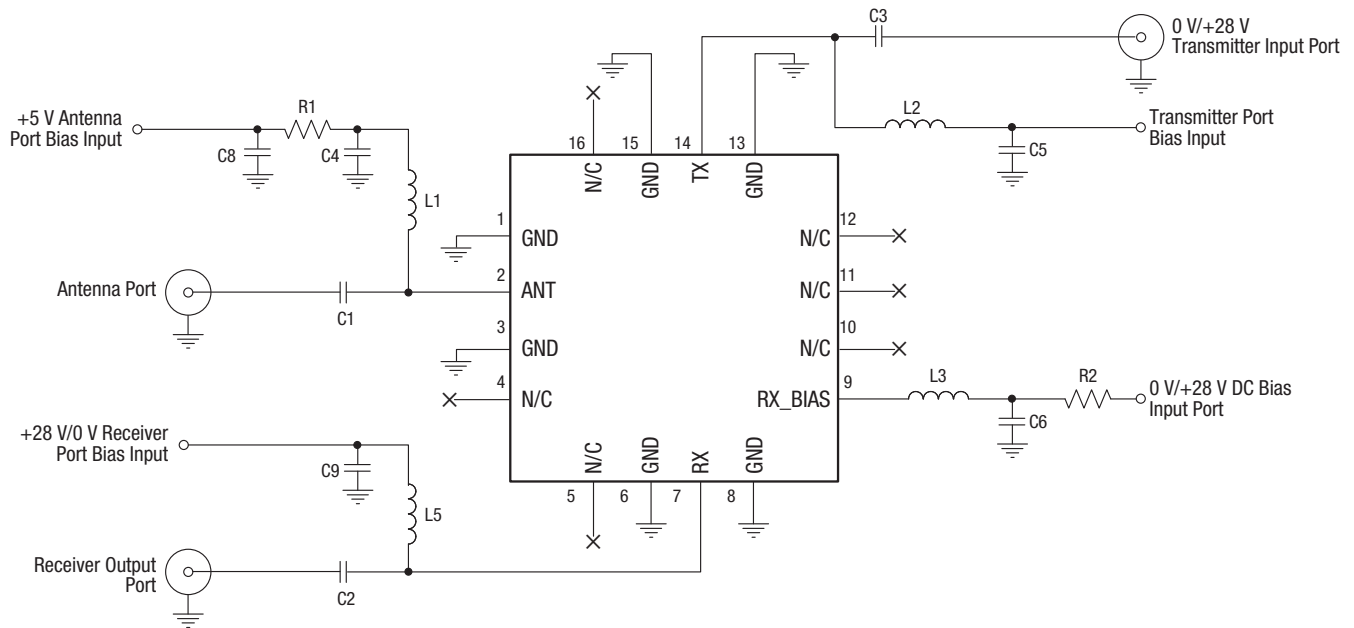 C3
0 V/+28 V
Transmitter Input Port
+5 V Antenna
Port Bias Input
R1
C8
C4
L1
L2
C5
Transmitter Port
Bias Input
16
15
14
13
N/C
GND
TX
GND
1
GND
2
ANT
3
GND
4
N/C
12
N/C
11
N/C
10
N/C
9
RX_BIAS
Antenna Port
C1
L3
R2
C6
0 V/+28 V DC Bias
Input Port
+28 V/0 V Receiver
Port Bias Input
C9
L5
N/C
GND
RX
GND
5
6
7
8
Receiver Output
Port
C2